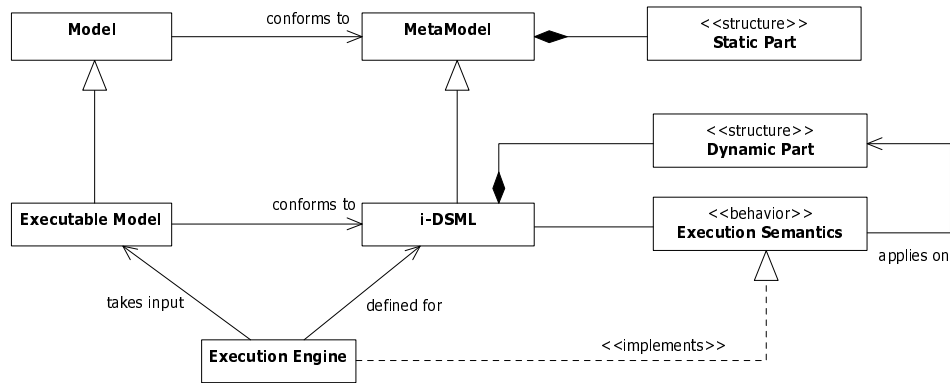 Model
conforms to
MetaModel
<<structure>>
Static Part
<<structure>>
Dynamic Part
Executable Model
conforms to
i-DSML
<<behavior>>
Execution Semantics
applies on
takes input
defined for
Execution Engine
<<implements>>